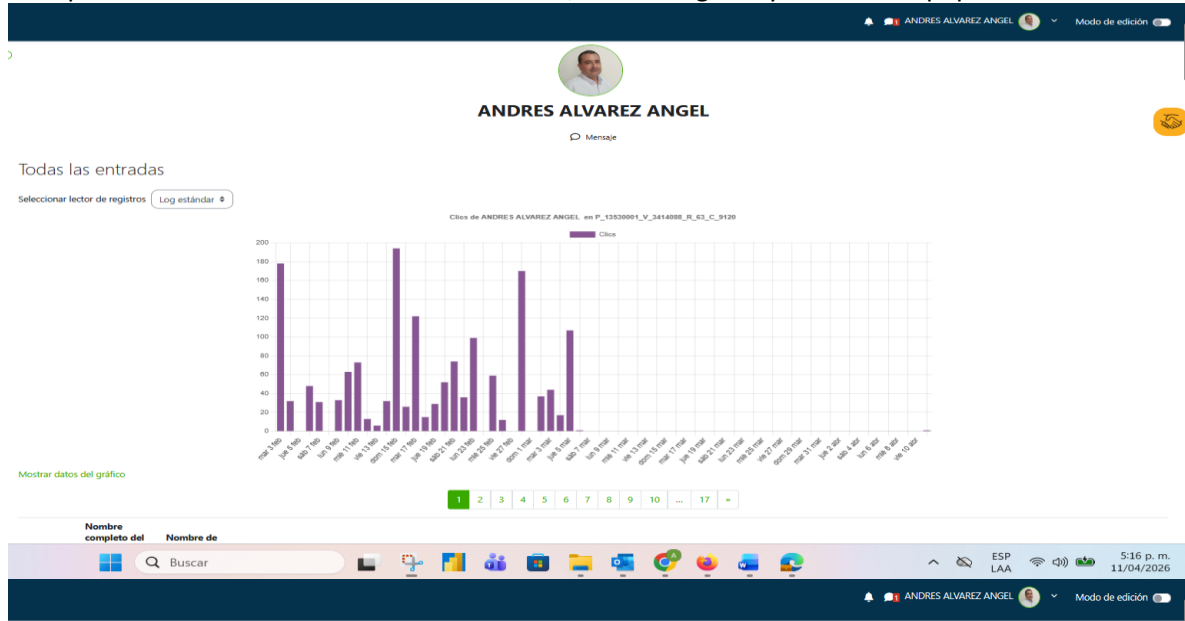 1 ANDRES ALVAREZ ANGEL Modo de edición
ANDRES ALVAREZ ANGEL
Mensaje
Todas las entradas
Seleccionar lector de registros Log estándar
Clics de ANDRES ALVAREZ ANGEL en P_13530001_V_3414088_R_63_C_9120
Clics
200
180
160
140
120
100
80
60
40
20
0
mar 3 feb
jue 5 feb
sáb 7 feb
lun 9 feb
mié 11 feb
vie 13 feb
dom 15 feb
mar 17 feb
jue 19 feb
sáb 21 feb
lun 23 feb
mié 25 feb
vie 27 feb
dom 1 mar
mar 3 mar
jue 5 mar
sáb 7 mar
lun 9 mar
mié 11 mar
vie 13 mar
dom 15 mar
mar 17 mar
jue 19 mar
sáb 21 mar
lun 23 mar
mié 25 mar
vie 27 mar
dom 29 mar
mar 31 mar
jue 2 abr
sáb 4 abr
lun 6 abr
mié 8 abr
vie 10 abr
Mostrar datos del gráfico
1 2 3 4 5 6 7 8 9 10 ... 17 »
Nombre
completo del Nombre de
Buscar ESP 5:16 p. m.
LAA 11/04/2026
1 ANDRES ALVAREZ ANGEL Modo de edición